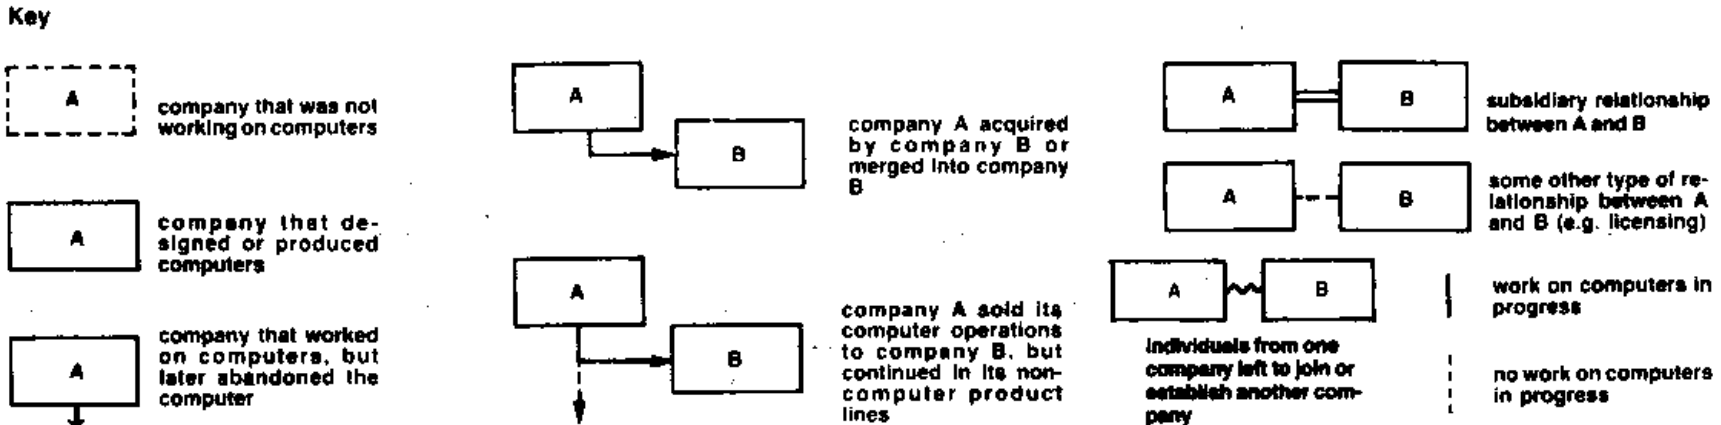 Key
A
company that was not
working on computers
A
company that de-
signed or produced
computers
A
company that worked
on computers, but
later abandoned the
computer
A
B
company A acquired
by company B or
merged into company
B
A
B
company A sold its
computer operations
to company B, but
continued in its non-
computer product
lines
A
B
subsidiary relationship
between A and B
A
B
some other type of re-
lationship between A
and B (e.g. licensing)
A
B
individuals from one
company left to join or
establish another com-
pany
work on computers in
progress
no work on computers
in progress